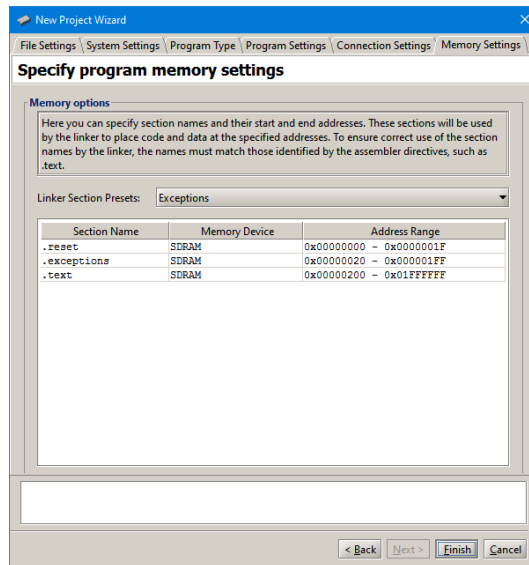 New Project Wizard
File Settings System Settings Program Type Program Settings Connection Settings Memory Settings
Specify program memory settings
Memory options
Here you can specify section names and their start and end addresses. These sections will be used
by the linker to place code and data at the specified addresses. To ensure correct use of the section
names by the linker, the names must match those identified by the assembler directives, such as
.text.
Linker Section Presets: Exceptions
Section Name Memory Device Address Range
.reset SDRAM 0x00000000 - 0x0000001F
.exceptions SDRAM 0x00000020 - 0x000001FF
.text SDRAM 0x00000200 - 0x01FFFFFF
< Back Next > Finish Cancel